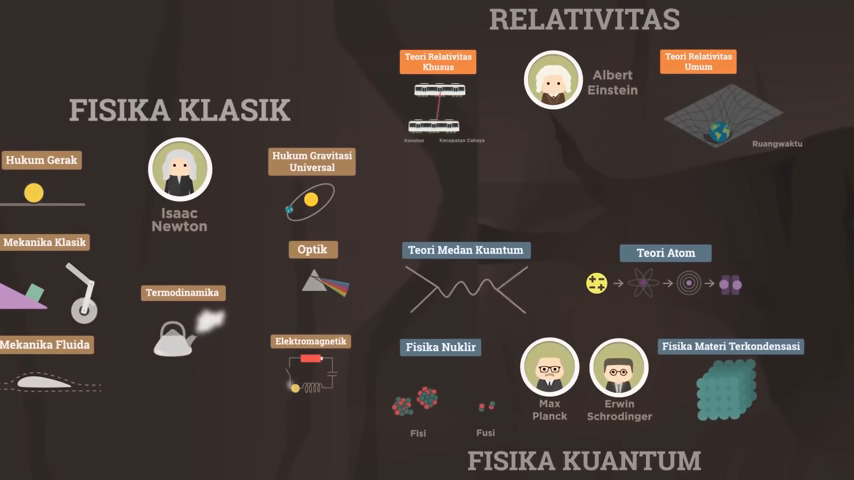 RELATIVITAS
Teori Relativitas
Khusus
Albert
Einstein
Teori Relativitas
Umum
Konstan
Kecepatan Cahaya
Ruangwaktu
FISIKA KLASIK
Hukum Gerak
Isaac
Newton
Hukum Gravitasi
Universal
Mekanika Klasik
Optik
Termodinamika
Mekanika Fluida
Elektromagnetik
Teori Medan Kuantum
Teori Atom
Fisika Nuklir
Fisi
Fusi
Max
Planck
Erwin
Schrodinger
Fisika Materi Terkondensasi
FISIKA KUANTUM